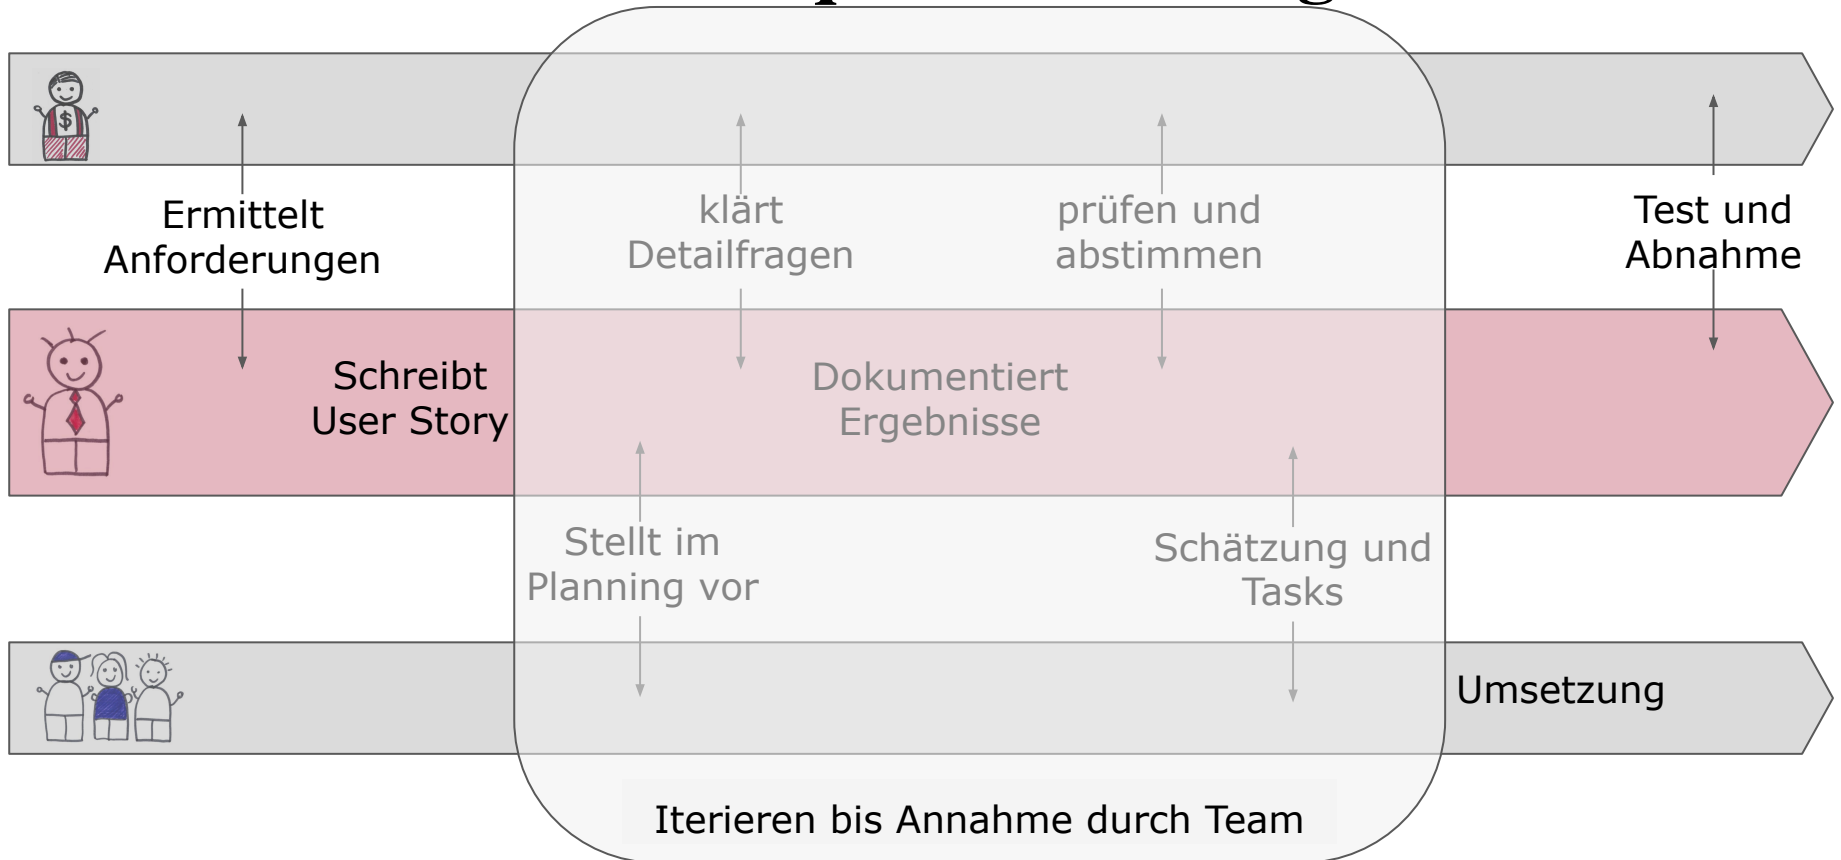 $
Ermittelt
Anforderungen
klärt
Detailfragen
prüfen und
abstimmen
Test und
Abnahme
Schreibt
User Story
Dokumentiert
Ergebnisse
Stellt im
Planning vor
Schätzung und
Tasks
Umsetzung
Iterieren bis Annahme durch Team